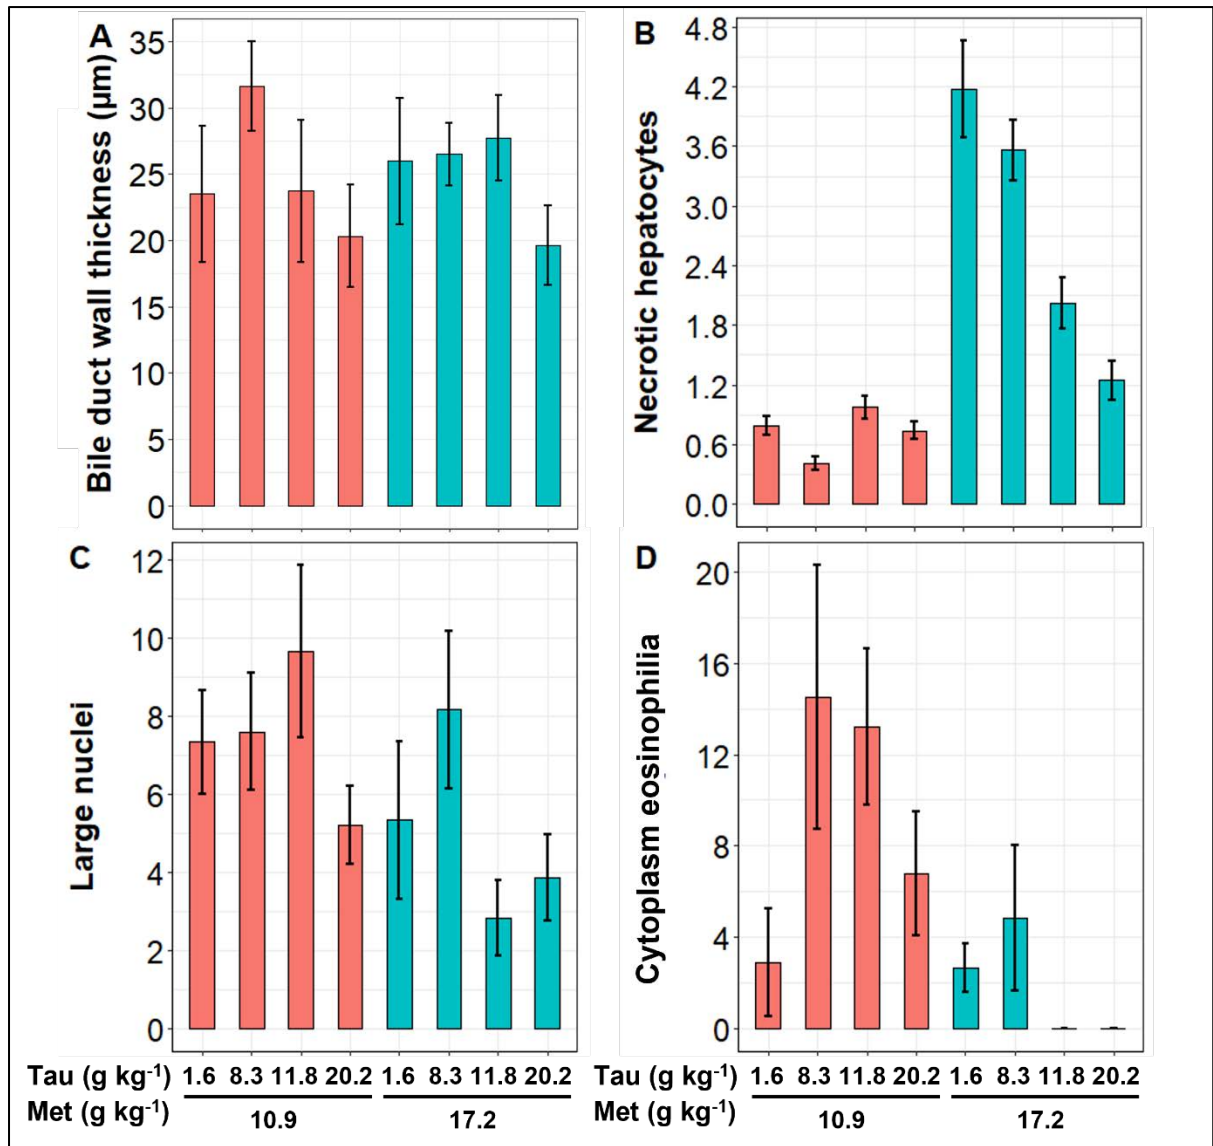 A
Bile duct wall thickness (µm)
35
30
25
20
15
10
5
0
B
Necrotic hepatocytes
4.8
4.2
3.6
3.0
2.4
1.8
1.2
0.6
0.0
C
Large nuclei
12
10
8
6
4
2
0
D
Cytoplasm eosinophilia
20
16
12
8
4
0
Tau (g kg⁻¹) 1.6 8.3 11.8 20.2 1.6 8.3 11.8 20.2
Met (g kg⁻¹) 10.9 17.2
Tau (g kg⁻¹) 1.6 8.3 11.8 20.2 1.6 8.3 11.8 20.2
Met (g kg⁻¹) 10.9 17.2